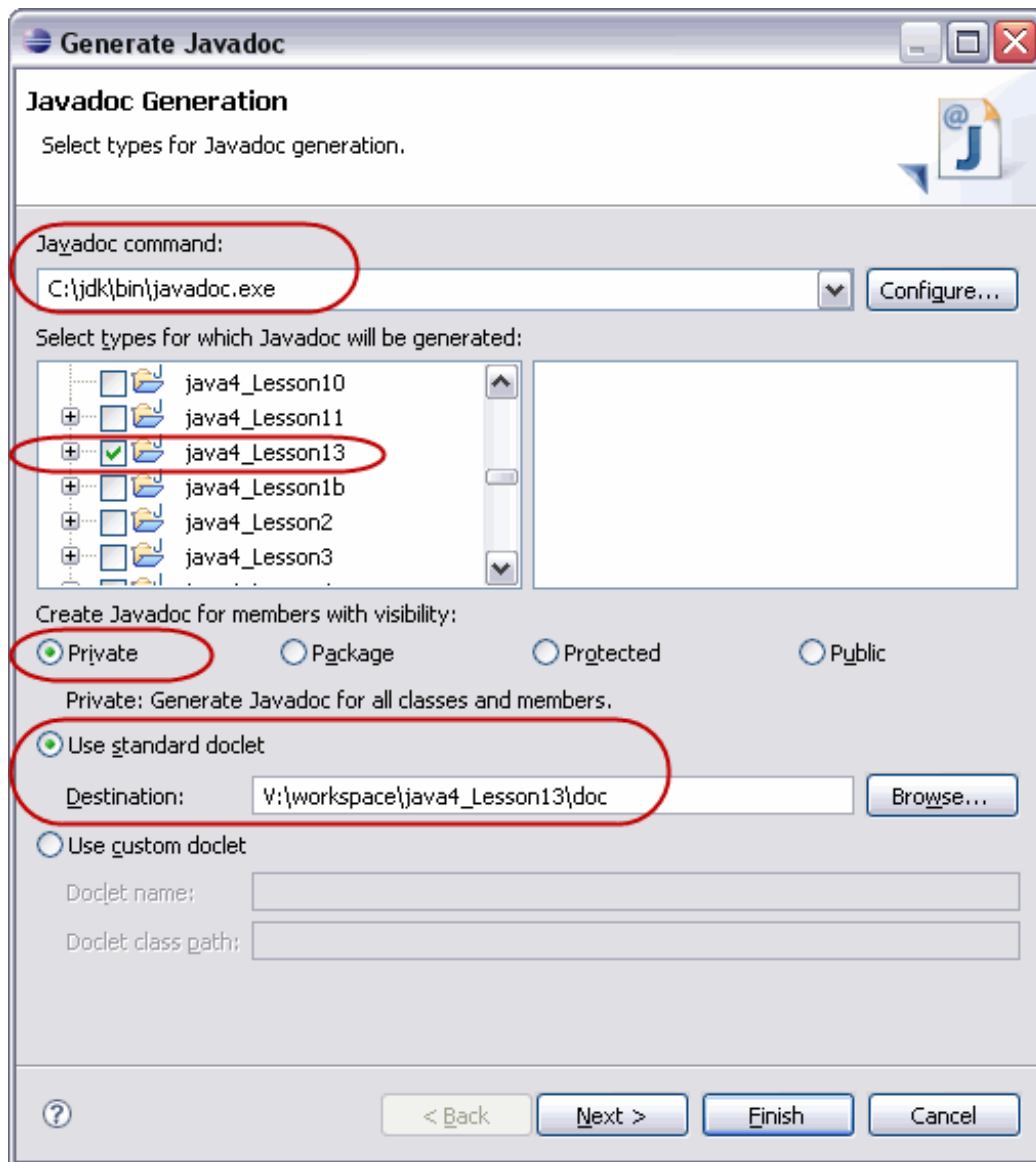 Generate Javadoc
Javadoc Generation
Select types for Javadoc generation.
Javadoc command:
C:\jdk\bin\javadoc.exe
Configure...
Select types for which Javadoc will be generated:
java4_Lesson10
java4_Lesson11
java4_Lesson13
java4_Lesson1b
java4_Lesson2
java4_Lesson3
Create Javadoc for members with visibility:
Private Package Protected Public
Private: Generate Javadoc for all classes and members.
Use standard doclet
Destination: V:\workspace\java4_Lesson13\doc Browse...
Use custom doclet
Doclet name:
Doclet class path:
< Back Next > Finish Cancel